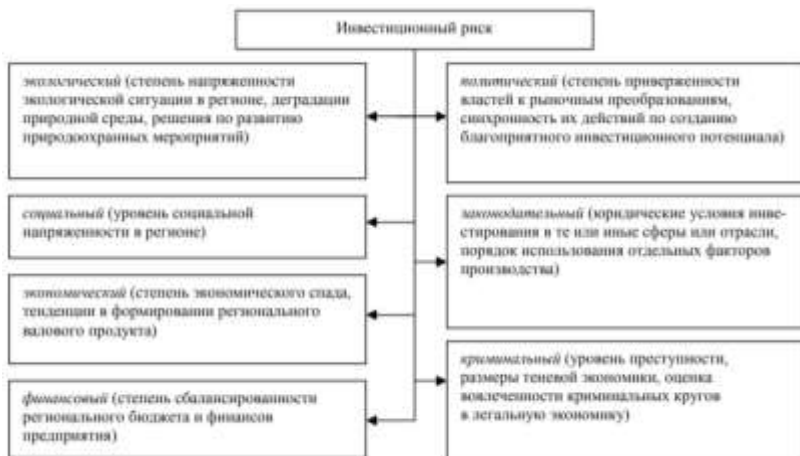 Инвестиционный риск
экологический (степень напряженности
экологической ситуации в регионе, деградации
природной среды, решения по развитию
природоохранных мероприятий)
социальный (уровень социальной
напряженности в регионе)
экономический (степень экономического спада,
тенденции в формировании регионального
валового продукта)
финансовый (степень сбалансированности
регионального бюджета и финансов
предприятия)
политический (степень приверженности
властей к рыночным преобразованиям,
синхронность их действий по созданию
благоприятного инвестиционного потенциала)
законодательный (юридические условия инве-
стирования в те или иные сферы или отрасли,
порядок использования отдельных факторов
производства)
криминальный (уровень преступности,
размеры теневой экономики, оценка
вовлеченности криминальных кругов
в легальную экономику)